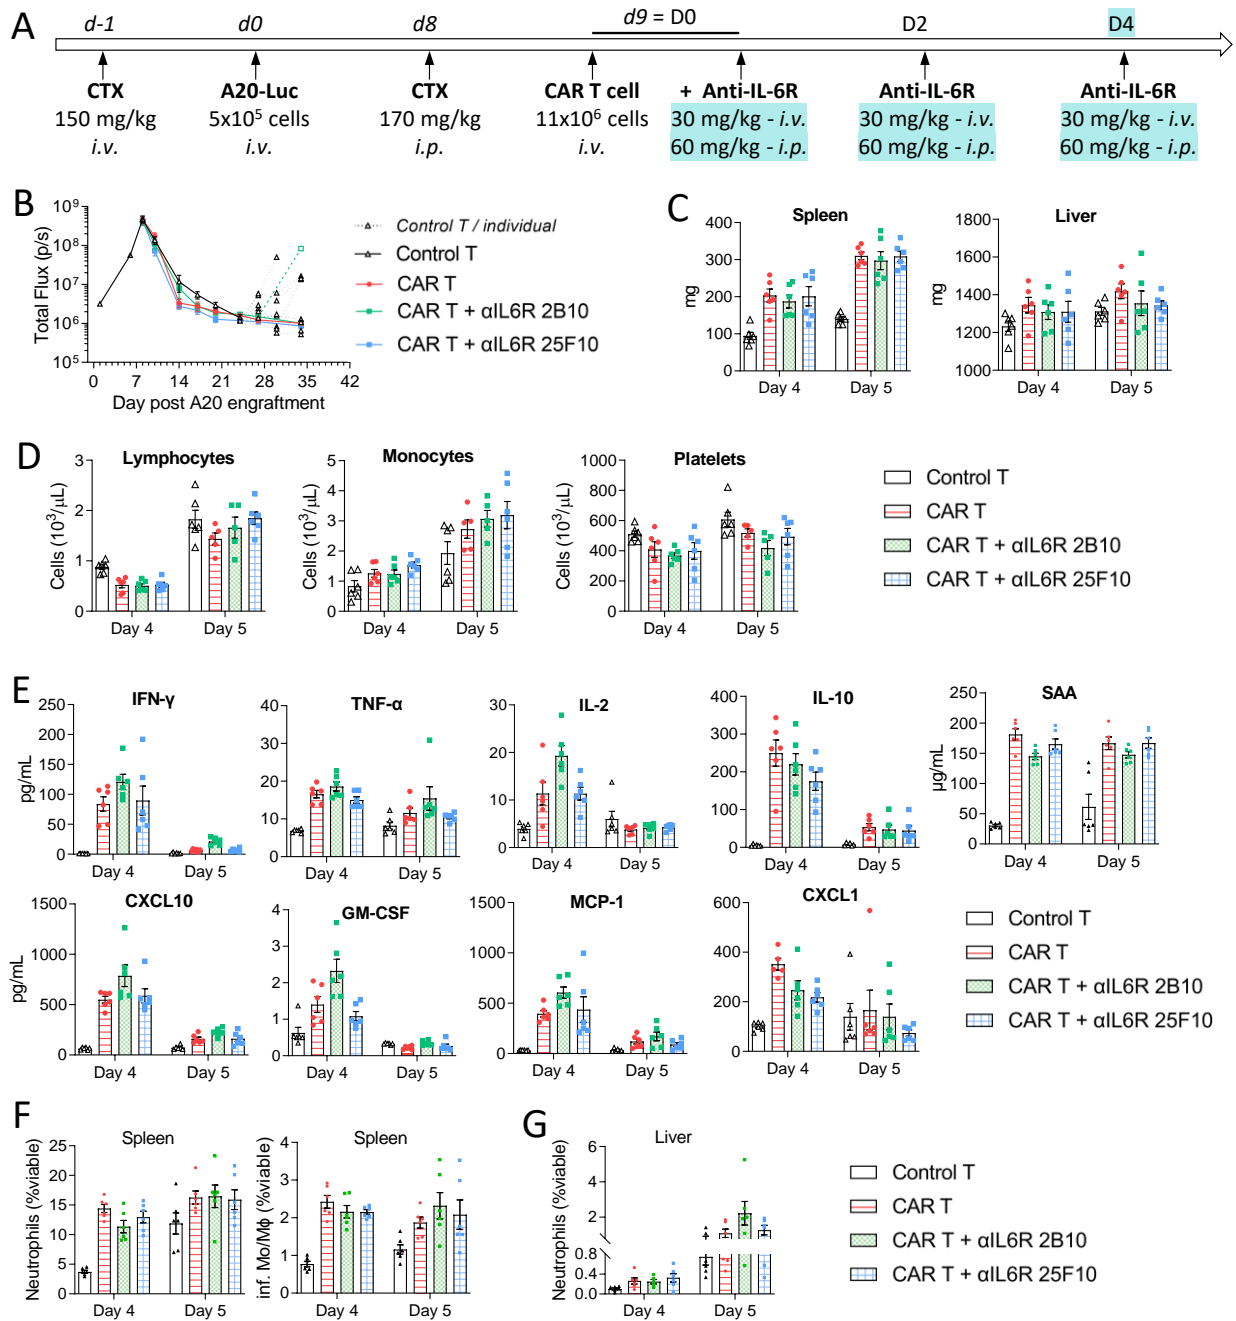 A
d-1
d0
d8
d9 = D0
D2
D4
CTX
150 mg/kg
i.v.
A20-Luc
5x10⁵ cells
i.v.
CTX
170 mg/kg
i.p.
CAR T cell
11x10⁶ cells
i.v.
+ Anti-IL-6R
30 mg/kg - i.v.
60 mg/kg - i.p.
Anti-IL-6R
30 mg/kg - i.v.
60 mg/kg - i.p.
Anti-IL-6R
30 mg/kg - i.v.
60 mg/kg - i.p.
B
Total Flux (p/s)
10⁹
10⁸
10⁷
10⁶
10⁵
0 7 14 21 28 35 42
Day post A20 engraftment
Control T / individual
Control T
CAR T
CAR T + αIL6R 2B10
CAR T + αIL6R 25F10
C
Spleen
mg
400
300
200
100
0
Day 4 Day 5
Liver
mg
1800
1600
1400
1200
1000
Day 4 Day 5
D
Lymphocytes
Cells (10³/μL)
3
2
1
0
Day 4 Day 5
Monocytes
Cells (10³/μL)
5
4
3
2
1
0
Day 4 Day 5
Platelets
Cells (10³/μL)
1000
800
600
400
200
0
Day 4 Day 5
Control T
CAR T
CAR T + αIL6R 2B10
CAR T + αIL6R 25F10
E
IFN-γ
pg/mL
250
200
150
100
50
0
Day 4 Day 5
TNF-α
40
30
20
10
0
Day 4 Day 5
IL-2
30
20
10
0
Day 4 Day 5
IL-10
400
300
200
100
0
Day 4 Day 5
SAA
μg/mL
250
200
150
100
50
0
Day 4 Day 5
CXCL10
pg/mL
1500
1000
500
0
Day 4 Day 5
GM-CSF
4
3
2
1
0
Day 4 Day 5
MCP-1
1500
1000
500
0
Day 4 Day 5
CXCL1
600
400
200
0
Day 4 Day 5
Control T
CAR T
CAR T + αIL6R 2B10
CAR T + αIL6R 25F10
F
Spleen
Neutrophils (%viable)
25
20
15
10
5
0
Day 4 Day 5
Spleen
inf. Mo/Mϕ (%viable)
4
3
2
1
0
Day 4 Day 5
G
Liver
Neutrophils (%viable)
6
4
2
0.8
0.4
0.0
Day 4 Day 5
Control T
CAR T
CAR T + αIL6R 2B10
CAR T + αIL6R 25F10